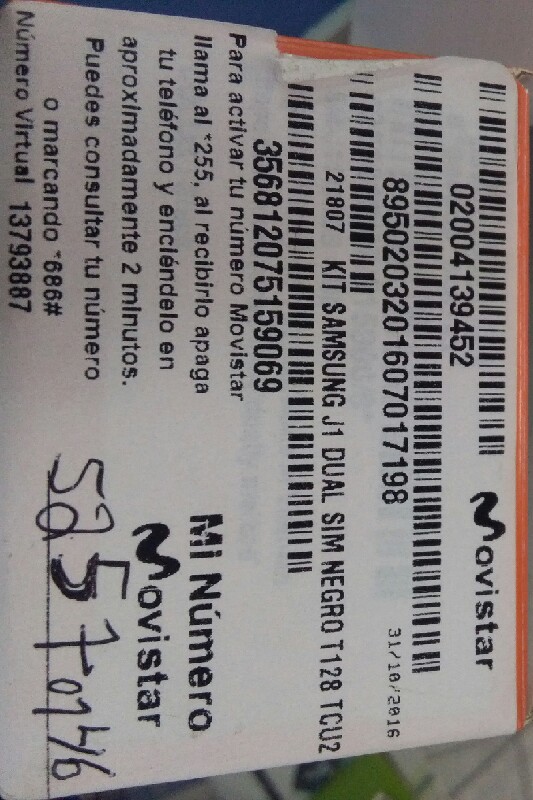 Movistar
02004139452
31/10/2016
8950203201607017198
21807 KIT SAMSUNG J1 DUAL SIM NEGRO T128 TCU2
356812075159069
Para activar tu número Movistar
llama al *255, al recibirlo apaga
tu teléfono y enciéndelo en
aproximadamente 2 minutos.
Puedes consultar tu número
o marcando *686#
Número Virtual 13793887
Mi Número
Movistar
52570146